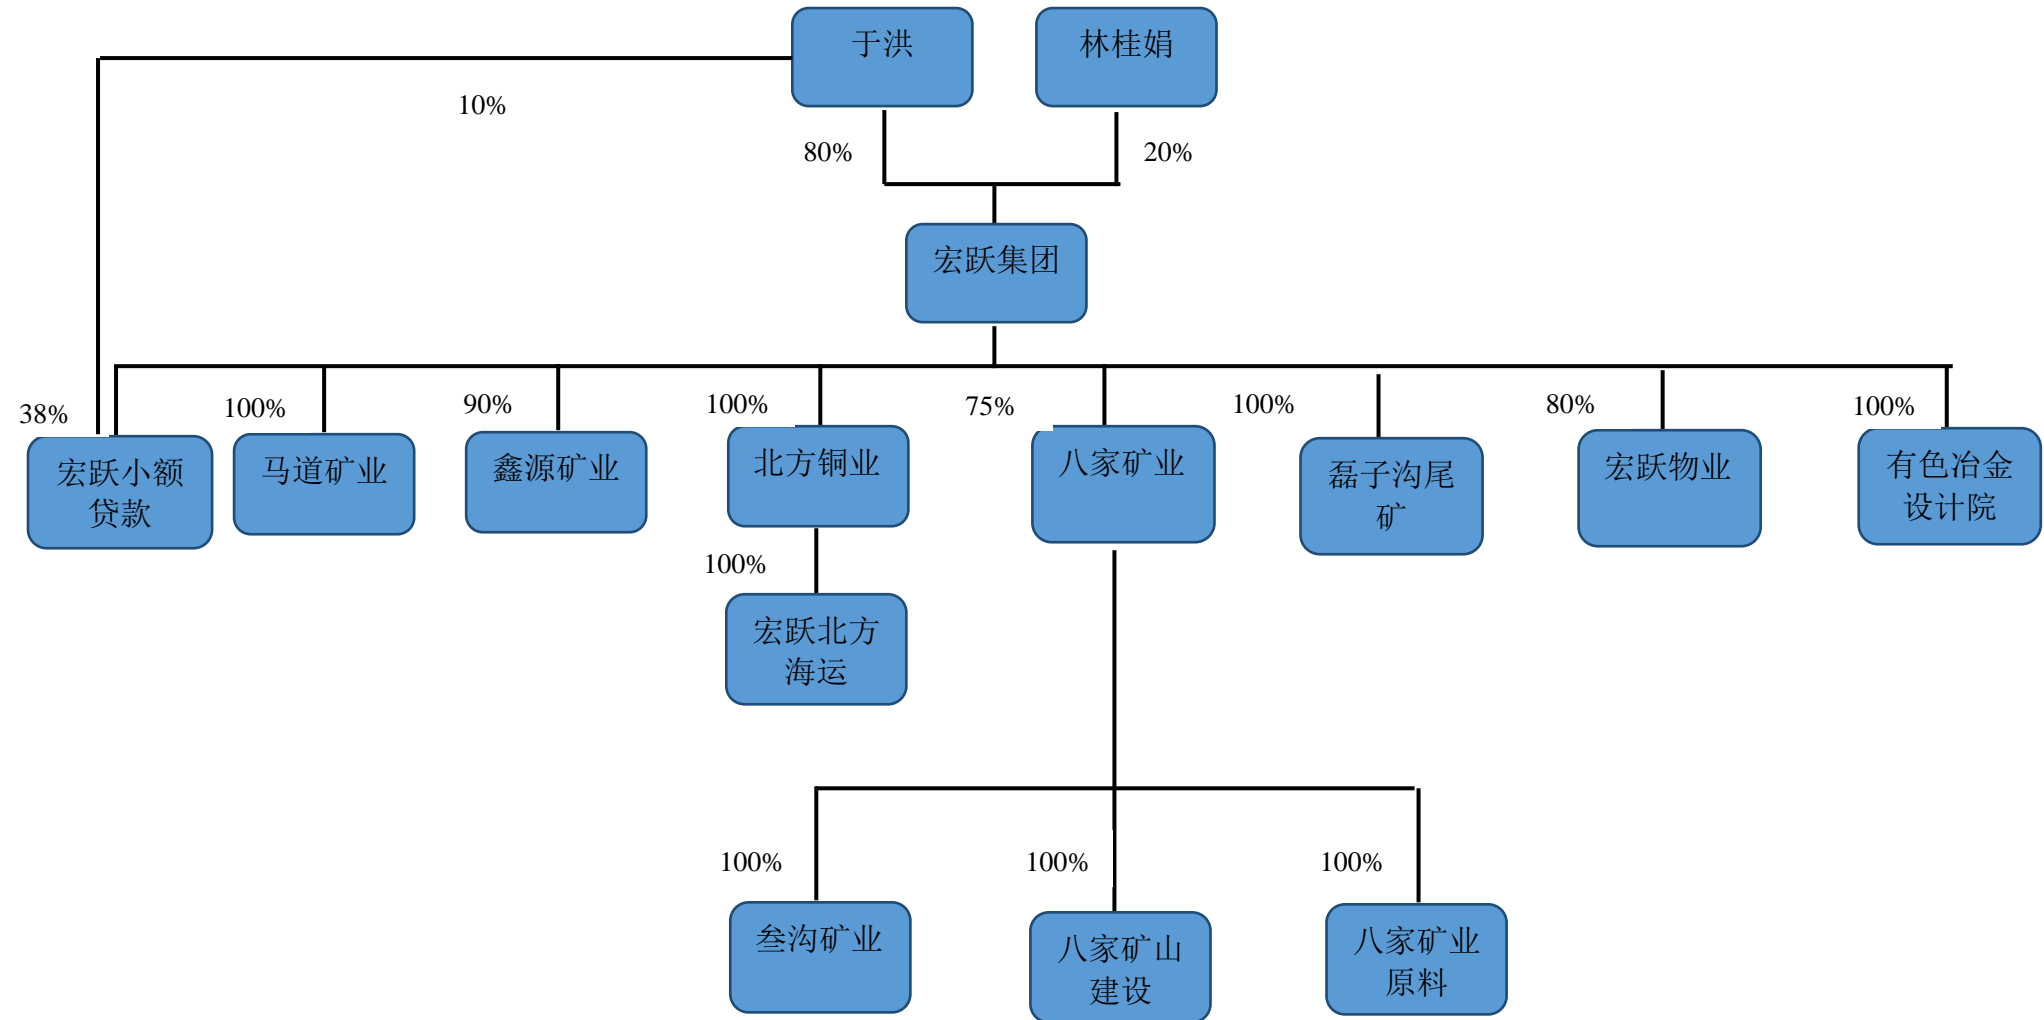 于洪
林桂娟
10%
80%
20%
宏跃集团
38%
100%
90%
100%
75%
100%
80%
100%
宏跃小额
贷款
马道矿业
鑫源矿业
北方铜业
八家矿业
磊子沟尾
矿
宏跃物业
有色冶金
设计院
100%
宏跃北方
海运
100%
100%
100%
叁沟矿业
八家矿山
建设
八家矿业
原料